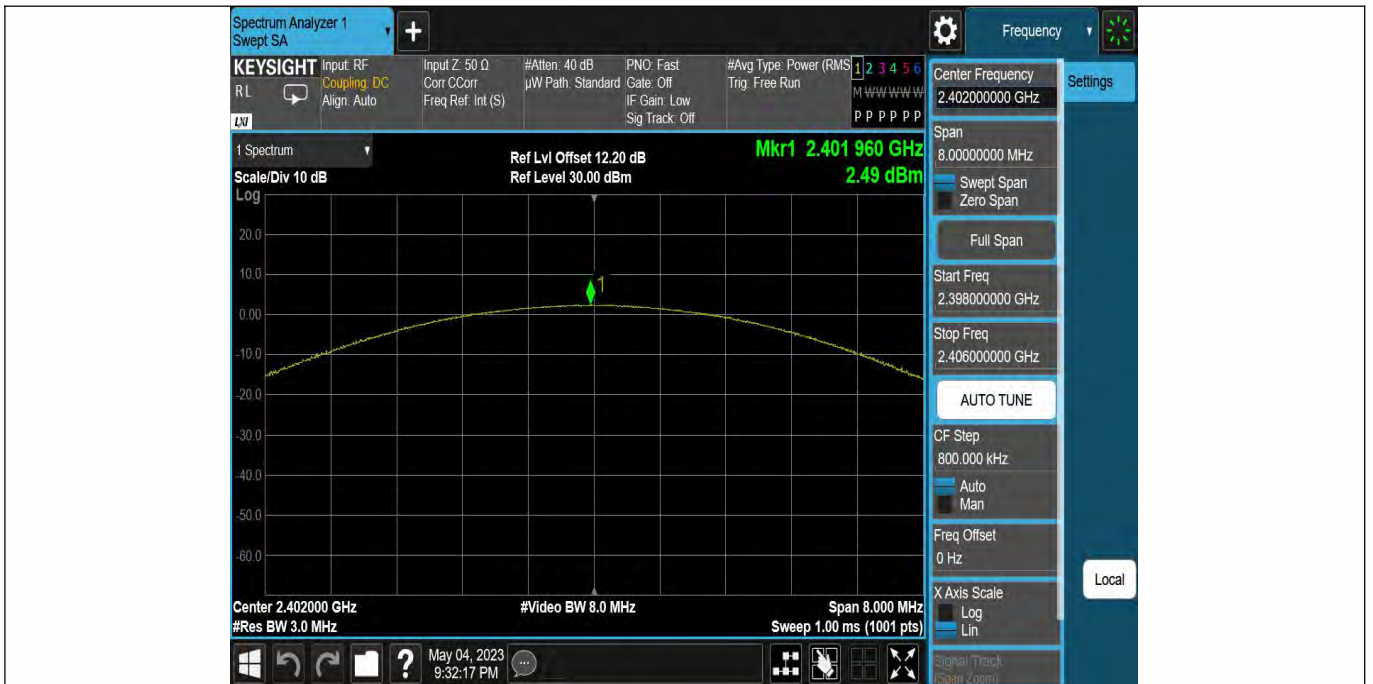 Spectrum Analyzer 1
Swept SA
+
Frequency
KEYSIGHT
RL
LXI
Input: RF
Coupling: DC
Align: Auto
Input Z: 50 Ω
Corr CCorr
Freq Ref: Int (S)
#Atten: 40 dB
µW Path: Standard
PNO: Fast
Gate: Off
IF Gain: Low
Sig Track: Off
#Avg Type: Power (RMS
Trig: Free Run
1 2 3 4 5 6
M W W W W W
P P P P P P
1 Spectrum
Scale/Div 10 dB
Log
Ref Lvl Offset 12.20 dB
Ref Level 30.00 dBm
Mkr1 2.401 960 GHz
2.49 dBm
20.0
10.0
0.00
-10.0
-20.0
-30.0
-40.0
-50.0
-60.0
1
Center 2.402000 GHz
#Res BW 3.0 MHz
#Video BW 8.0 MHz
Span 8.000 MHz
Sweep 1.00 ms (1001 pts)
?
May 04, 2023
9:32:17 PM
Center Frequency
2.402000000 GHz
Settings
Span
8.00000000 MHz
Swept Span
Zero Span
Full Span
Start Freq
2.398000000 GHz
Stop Freq
2.406000000 GHz
AUTO TUNE
CF Step
800.000 kHz
Auto
Man
Freq Offset
0 Hz
X Axis Scale
Log
Lin
Local
Signal Track
(Span Zoom)